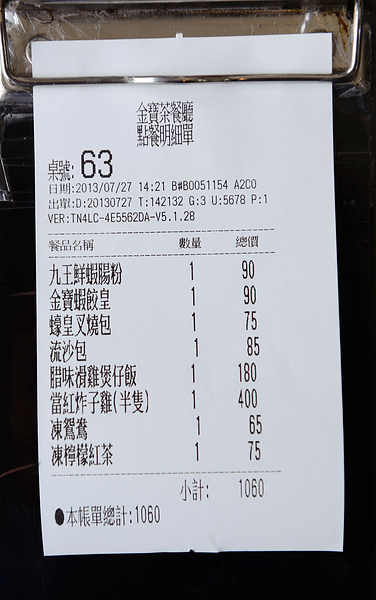 金寶茶餐廳
點餐明細單
桌號: 63
日期:2013/07/27 14:21 B#B0051154 A2C0
出單:D:20130727 T:142132 G:3 U:5678 P:1
VER:TN4LC-4E5562DA-V5.1.28
餐品名稱 數量 總價
九王鮮蝦腸粉 1 90
金寶蝦餃皇 1 90
蠔皇叉燒包 1 75
流沙包 1 85
腊味滑雞煲仔飯 1 180
當紅炸子雞(半隻) 1 400
凍鴛鴦 1 65
凍檸檬紅茶 1 75
小計: 1060
●本帳單總計:1060